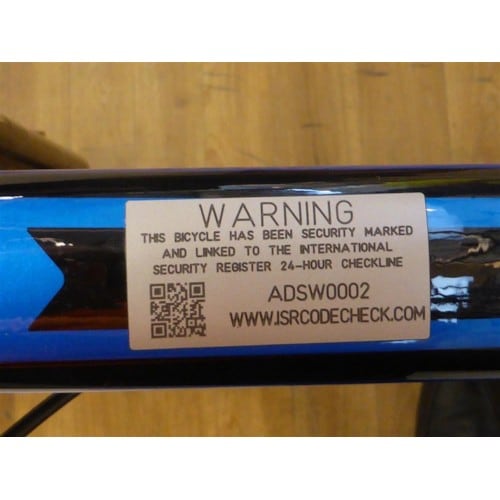 WARNING
THIS BICYCLE HAS BEEN SECURITY MARKED
AND LINKED TO THE INTERNATIONAL
SECURITY REGISTER 24-HOUR CHECKLINE
ADSW0002
WWW.ISRCODECHECK.COM